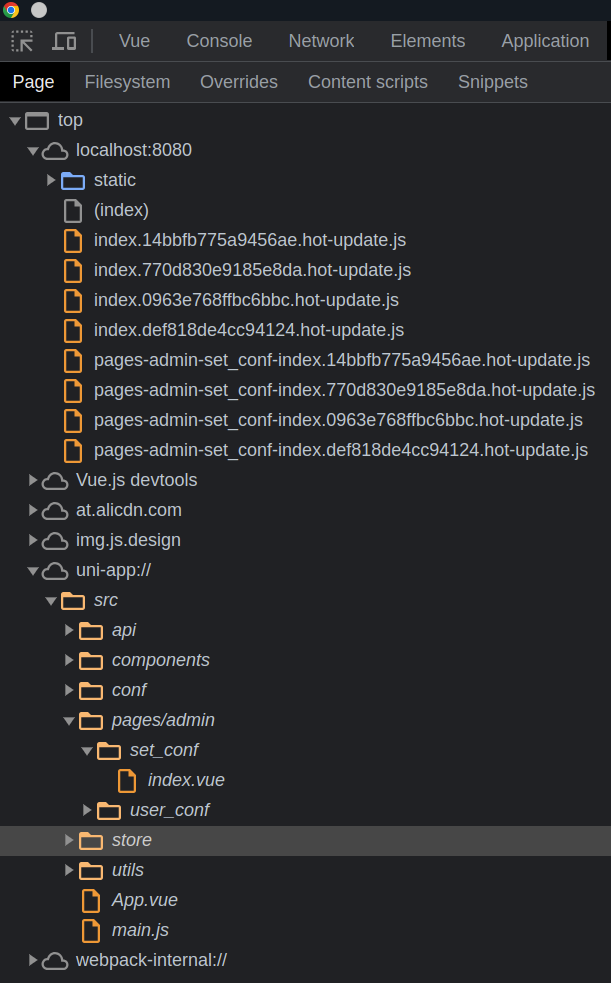 Vue Console Network Elements Application
Page Filesystem Overrides Content scripts Snippets
top
localhost:8080
static
(index)
index.14bbfb775a9456ae.hot-update.js
index.770d830e9185e8da.hot-update.js
index.0963e768ffbc6bbc.hot-update.js
index.def818de4cc94124.hot-update.js
pages-admin-set_conf-index.14bbfb775a9456ae.hot-update.js
pages-admin-set_conf-index.770d830e9185e8da.hot-update.js
pages-admin-set_conf-index.0963e768ffbc6bbc.hot-update.js
pages-admin-set_conf-index.def818de4cc94124.hot-update.js
Vue.js devtools
at.alicdn.com
img.js.design
uni-app://
src
api
components
conf
pages/admin
set_conf
index.vue
user_conf
store
utils
App.vue
main.js
webpack-internal://